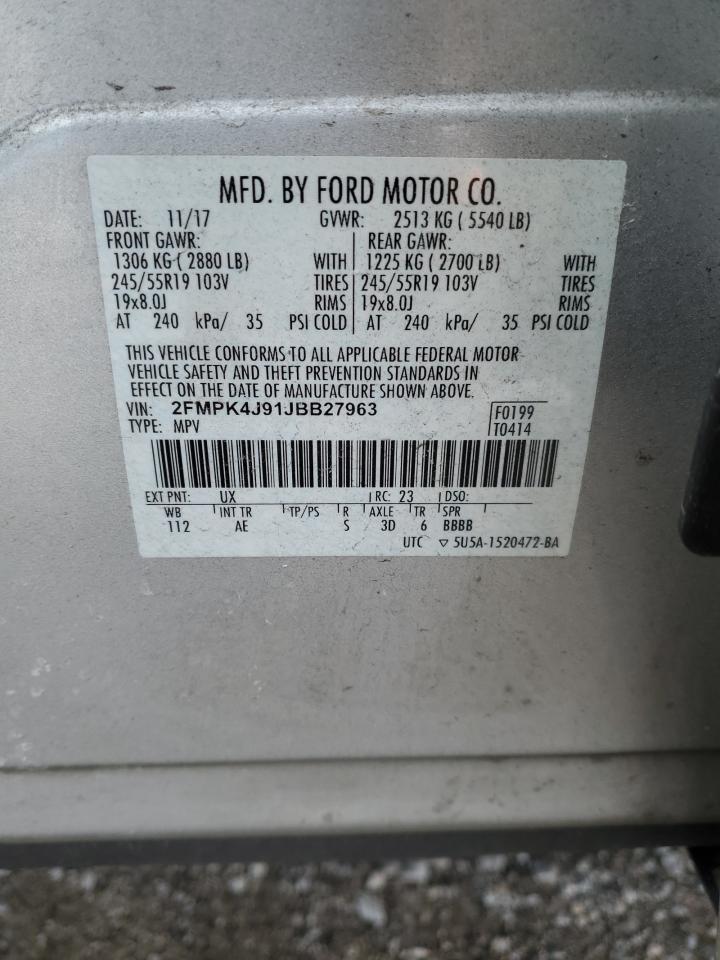 MFD. BY FORD MOTOR CO.
DATE: 11/17 GVWR: 2513 KG ( 5540 LB)
FRONT GAWR: REAR GAWR:
1306 KG ( 2880 LB) WITH 1225 KG ( 2700 LB) WITH
245/55R19 103V TIRES 245/55R19 103V TIRES
19x8.0J RIMS 19x8.0J RIMS
AT 240 kPa/ 35 PSI COLD AT 240 kPa/ 35 PSI COLD
THIS VEHICLE CONFORMS TO ALL APPLICABLE FEDERAL MOTOR
VEHICLE SAFETY AND THEFT PREVENTION STANDARDS IN
EFFECT ON THE DATE OF MANUFACTURE SHOWN ABOVE.
VIN: 2FMPK4J91JBB27963 F0199
TYPE: MPV T0414
EXT PNT: UX RC: 23 DSO:
WB INT TR TP/PS R AXLE TR SPR
112 AE S 3D 6 BBBB
UTC ▽ 5U5A-1520472-BA